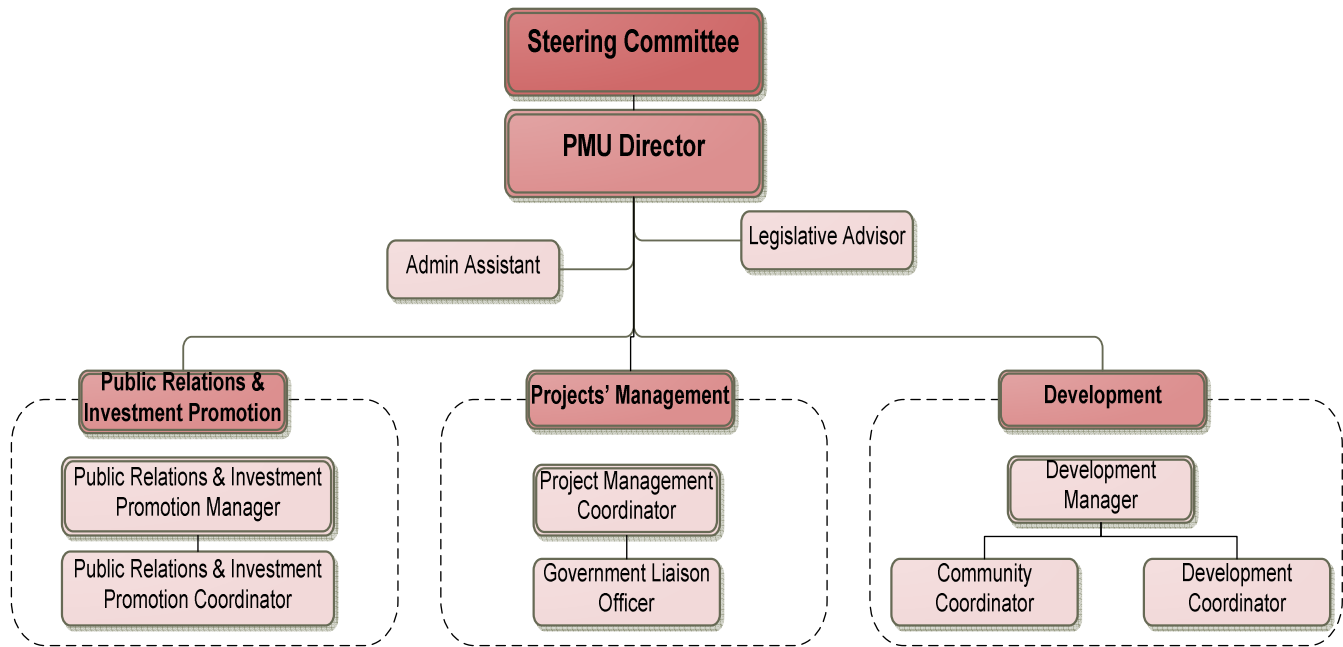 Steering Committee
PMU Director
Legislative Advisor
Admin Assistant
Public Relations &
Investment Promotion
Projects’ Management
Development
Public Relations & Investment
Promotion Manager
Public Relations & Investment
Promotion Coordinator
Project Management
Coordinator
Government Liaison
Officer
Development
Manager
Community
Coordinator
Development
Coordinator